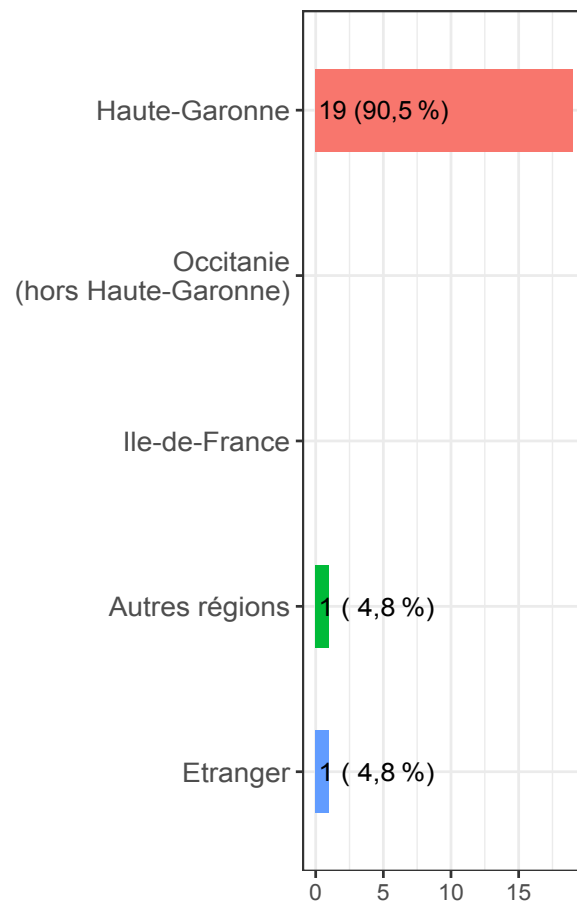 Haute-Garonne
19 (90,5 %)
Occitanie
(hors Haute-Garonne)
Ile-de-France
Autres régions
1 ( 4,8 %)
Etranger
1 ( 4,8 %)
0 5 10 15